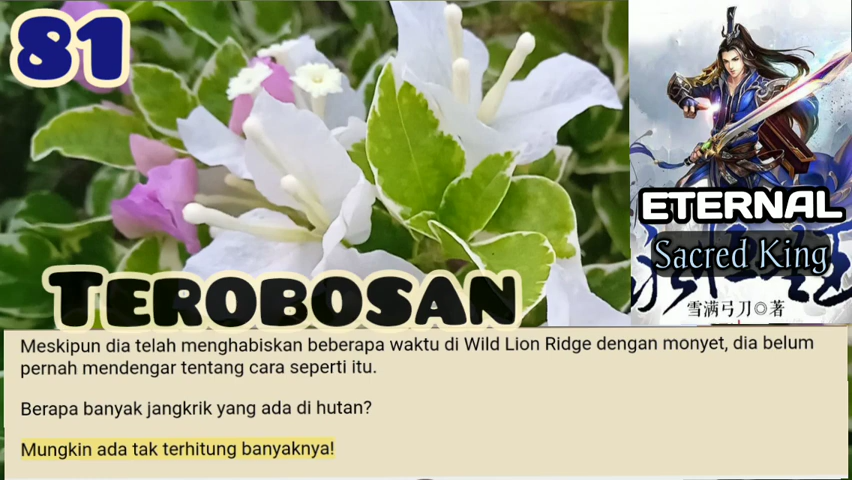 81
TEROBOSAN
ETERNAL
Sacred King
雪满弓刀◎著
Meskipun dia telah menghabiskan beberapa waktu di Wild Lion Ridge dengan monyet, dia belum
pernah mendengar tentang cara seperti itu.
Berapa banyak jangkrik yang ada di hutan?
Mungkin ada tak terhitung banyaknya!